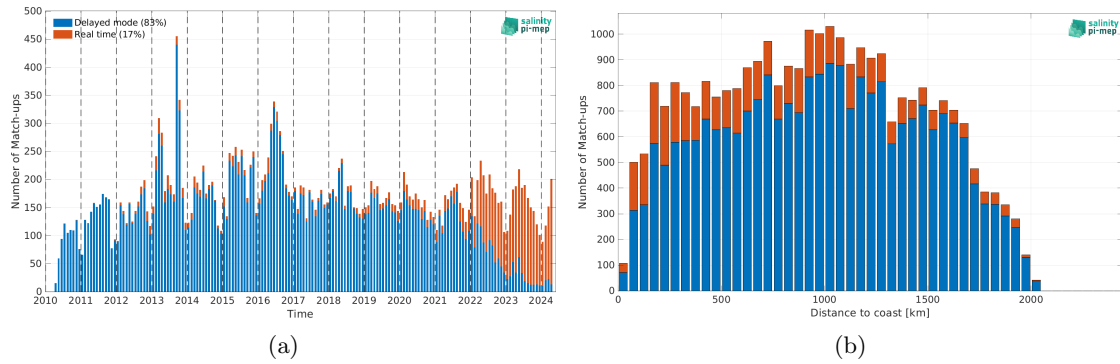 Delayed mode (83%)
Real time (17%)
salinity
pi-mep
500
450
400
350
300
250
200
150
100
50
0
Number of Match-ups
2010 2011 2012 2013 2014 2015 2016 2017 2018 2019 2020 2021 2022 2023 2024
Time
(a)
salinity
pi-mep
1000
900
800
700
600
500
400
300
200
100
0
Number of Match-ups
0 500 1000 1500 2000
Distance to coast [km]
(b)